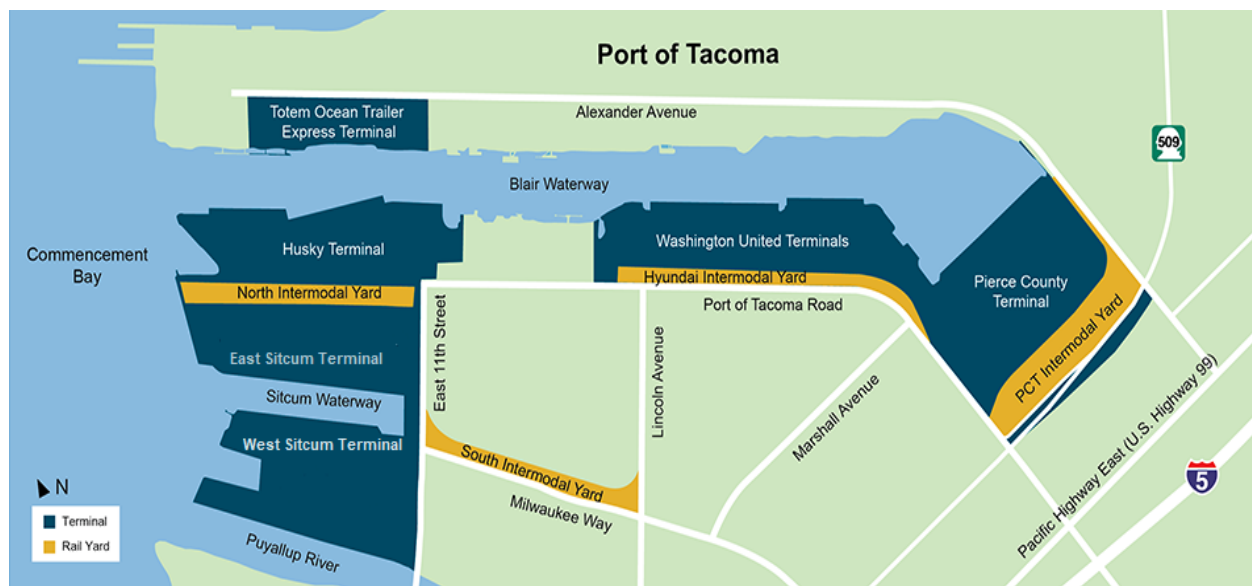 Port of Tacoma
Totem Ocean Trailer
Express Terminal
Alexander Avenue
509
Blair Waterway
Commencement
Bay
Husky Terminal
Washington United Terminals
North Intermodal Yard
Hyundai Intermodal Yard
Pierce County
Terminal
Port of Tacoma Road
East 11th Street
Lincoln Avenue
East Sitcum Terminal
Sitcum Waterway
West Sitcum Terminal
Marshall Avenue
PCT Intermodal Yard
Pacific Highway East (U.S. Highway 99)
South Intermodal Yard
Milwaukee Way
5
N
Terminal
Rail Yard
Puyallup River